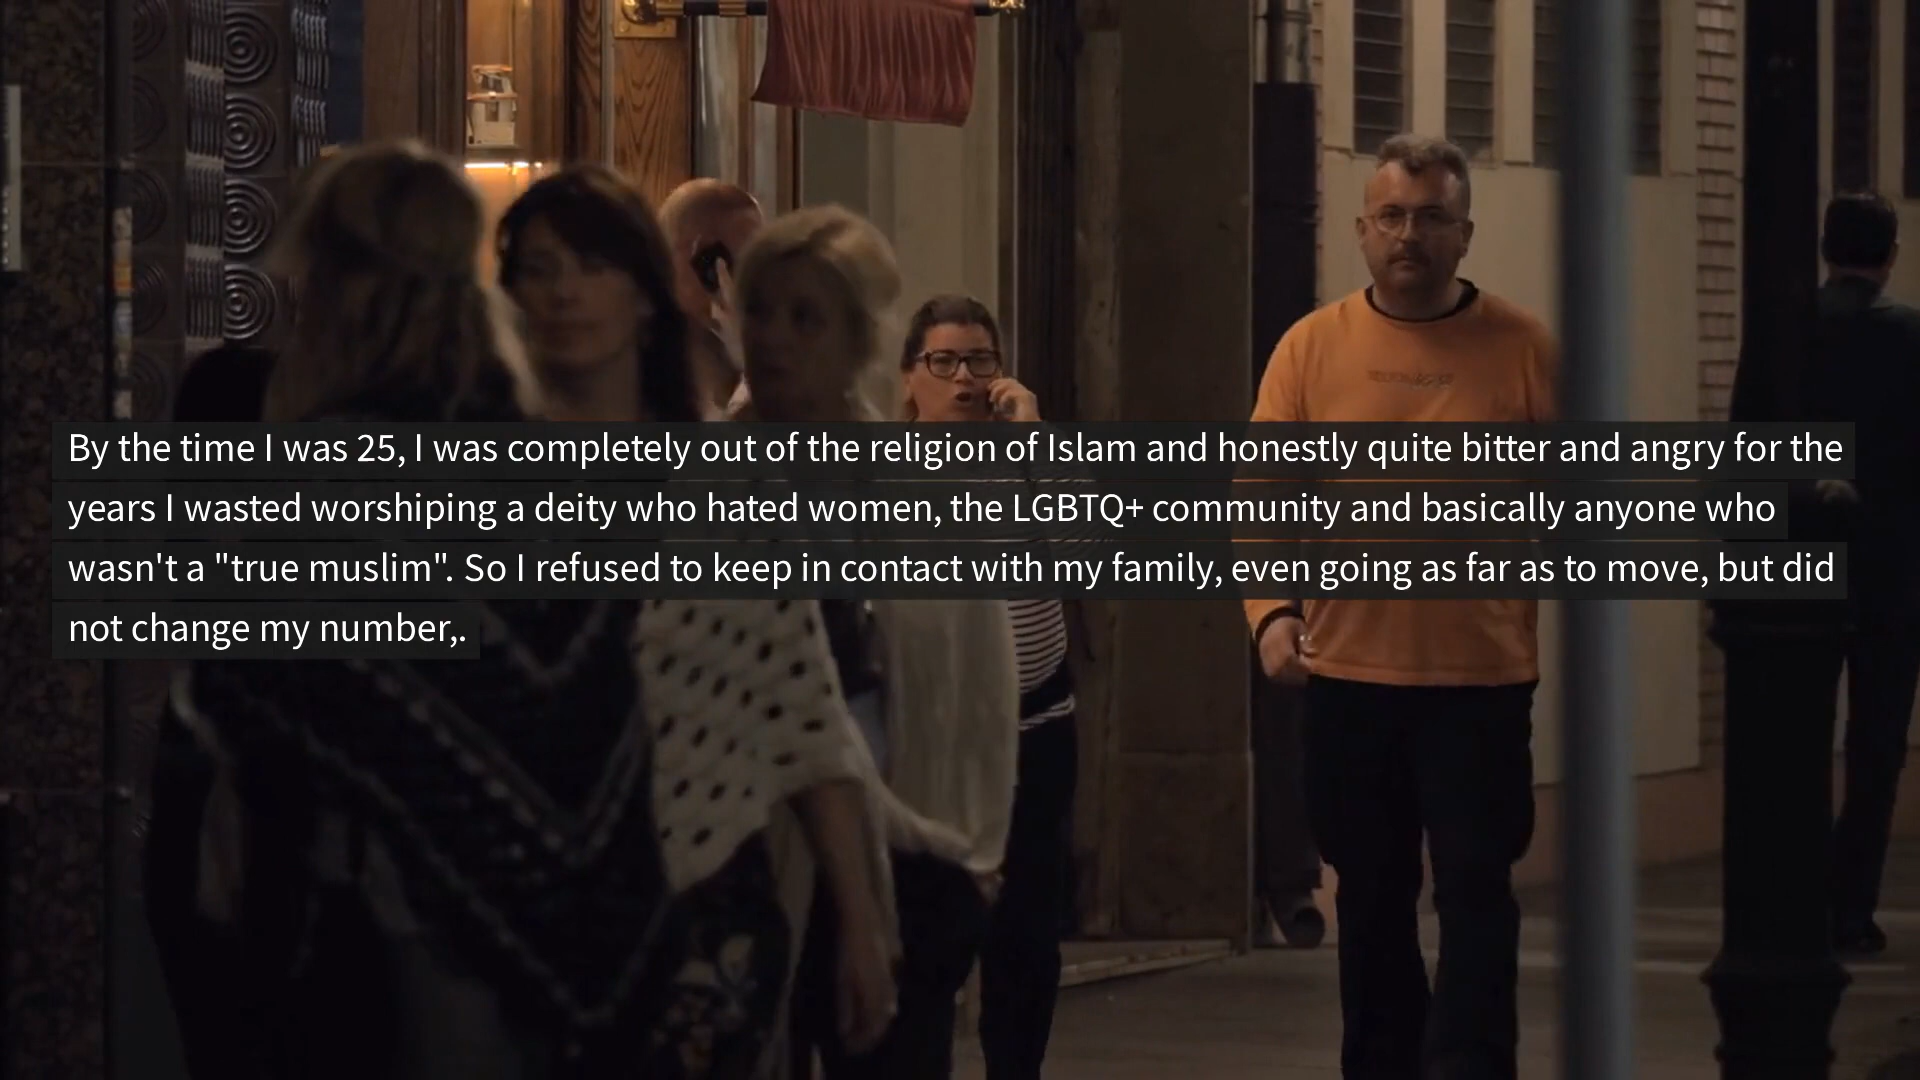 By the time I was 25, I was completely out of the religion of Islam and honestly quite bitter and angry for the
years I wasted worshiping a deity who hated women, the LGBTQ+ community and basically anyone who
wasn't a "true muslim". So I refused to keep in contact with my family, even going as far as to move, but did
not change my number,.